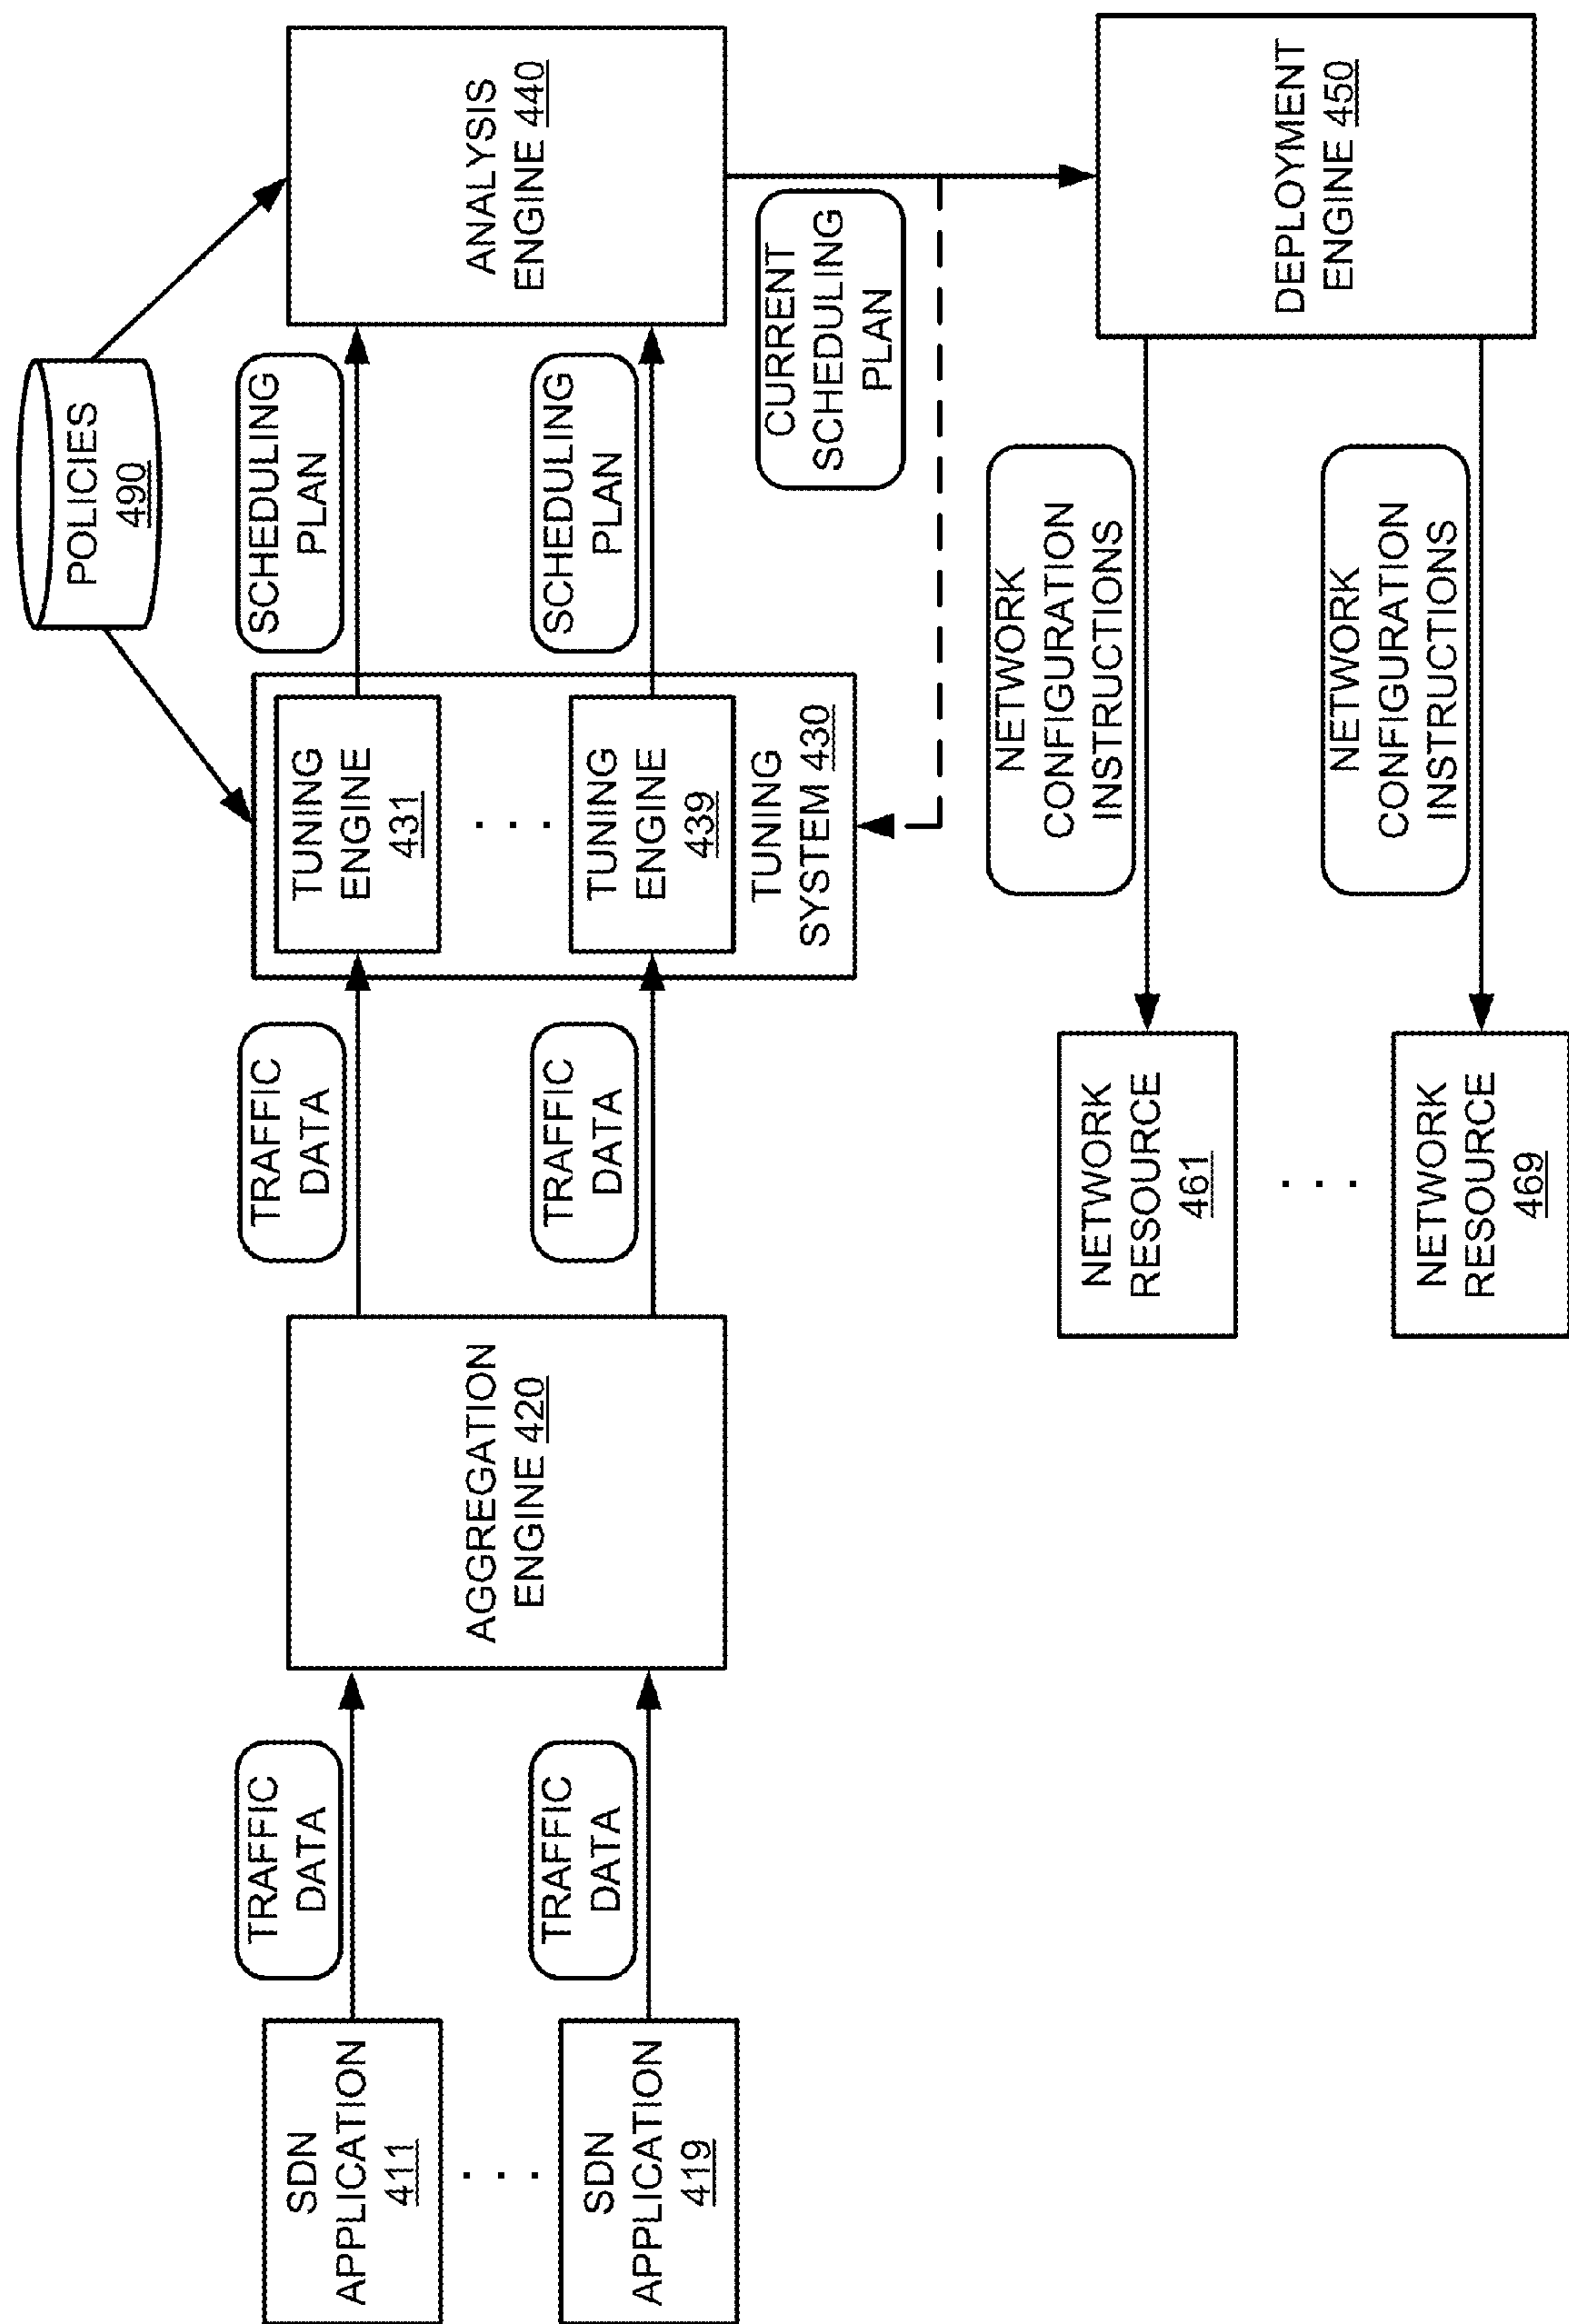 POLICIES
490
SDN
APPLICATION
411
. . .
SDN
APPLICATION
419
TRAFFIC
DATA
TRAFFIC
DATA
AGGREGATION
ENGINE 420
TRAFFIC
DATA
TRAFFIC
DATA
TUNING
ENGINE
431
. . .
TUNING
ENGINE
439
TUNING
SYSTEM 430
SCHEDULING
PLAN
SCHEDULING
PLAN
ANALYSIS
ENGINE 440
CURRENT
SCHEDULING
PLAN
DEPLOYMENT
ENGINE 450
NETWORK
CONFIGURATION
INSTRUCTIONS
NETWORK
CONFIGURATION
INSTRUCTIONS
NETWORK
RESOURCE
461
. . .
NETWORK
RESOURCE
469